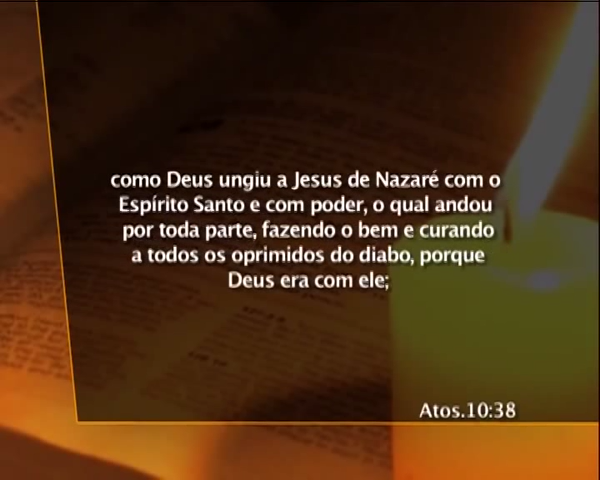 como Deus ungiu a Jesus de Nazaré com o
Espírito Santo e com poder, o qual andou
por toda parte, fazendo o bem e curando
a todos os oprimidos do diabo, porque
Deus era com ele;
Atos.10:38